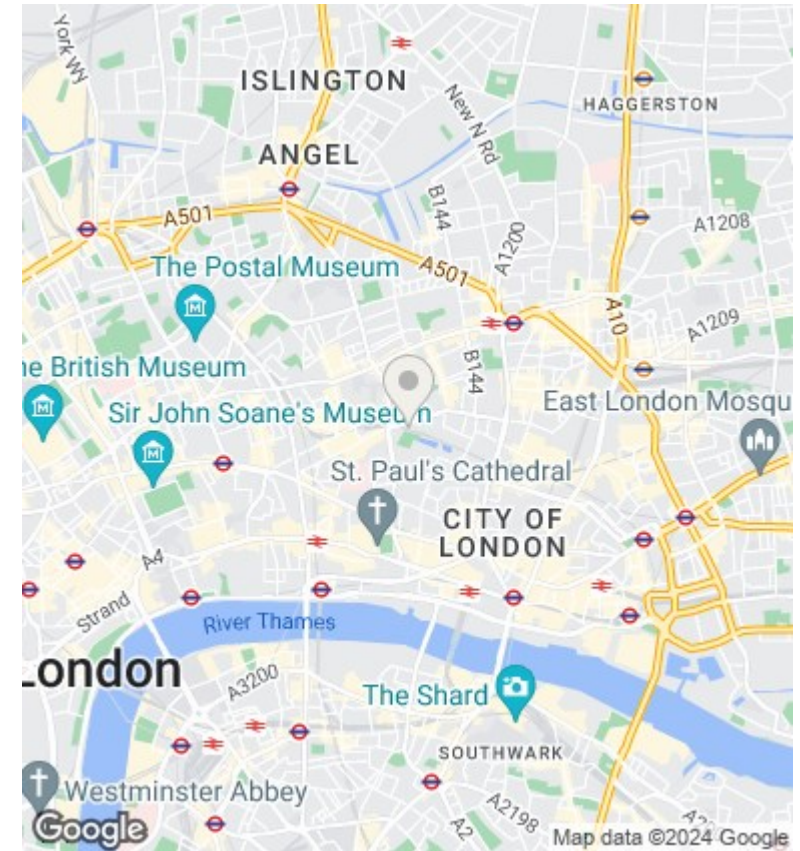 York Wy
ISLINGTON
New N Rd
HAGGERSTON
ANGEL
B144
A501
A1200
A1208
The Postal Museum
A501
A10
A1209
B144
he British Museum
East London Mosqu
Sir John Soane's Museum
St. Paul's Cathedral
CITY OF
LONDON
A4
Strand
River Thames
London
A3200
The Shard
SOUTHWARK
Westminster Abbey
A2198
A2
Google
Map data ©2024 Google